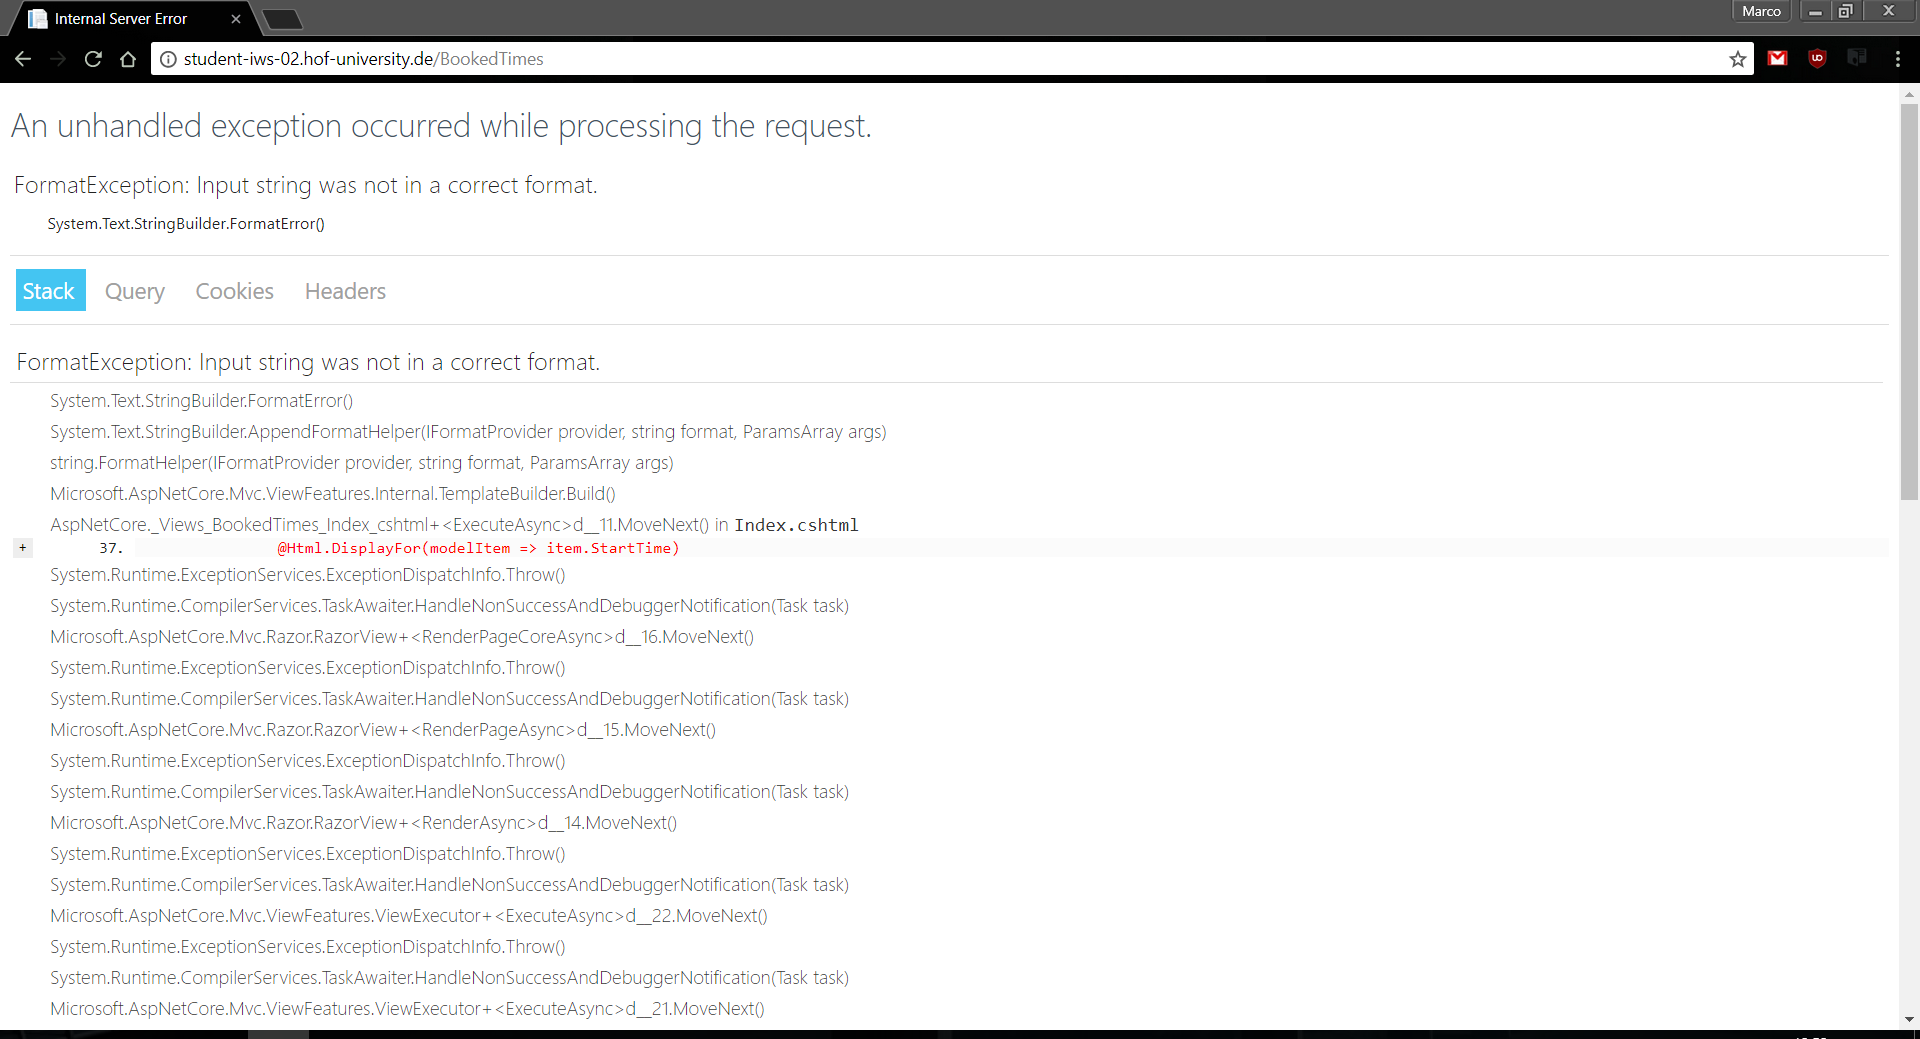 Internal Server Error
Marco
student-iws-02.hof-university.de/BookedTimes
An unhandled exception occurred while processing the request.
FormatException: Input string was not in a correct format.
System.Text.StringBuilder.FormatError()
Stack Query Cookies Headers
FormatException: Input string was not in a correct format.
System.Text.StringBuilder.FormatError()
System.Text.StringBuilder.AppendFormatHelper(IFormatProvider provider, string format, ParamsArray args)
string.FormatHelper(IFormatProvider provider, string format, ParamsArray args)
Microsoft.AspNetCore.Mvc.ViewFeatures.Internal.TemplateBuilder.Build()
AspNetCore._Views_BookedTimes_Index_cshtml+<ExecuteAsync>d__11.MoveNext() in Index.cshtml
+ 37. @Html.DisplayFor(modelItem => item.StartTime)
System.Runtime.ExceptionServices.ExceptionDispatchInfo.Throw()
System.Runtime.CompilerServices.TaskAwaiter.HandleNonSuccessAndDebuggerNotification(Task task)
Microsoft.AspNetCore.Mvc.Razor.RazorView+<RenderPageCoreAsync>d__16.MoveNext()
System.Runtime.ExceptionServices.ExceptionDispatchInfo.Throw()
System.Runtime.CompilerServices.TaskAwaiter.HandleNonSuccessAndDebuggerNotification(Task task)
Microsoft.AspNetCore.Mvc.Razor.RazorView+<RenderPageAsync>d__15.MoveNext()
System.Runtime.ExceptionServices.ExceptionDispatchInfo.Throw()
System.Runtime.CompilerServices.TaskAwaiter.HandleNonSuccessAndDebuggerNotification(Task task)
Microsoft.AspNetCore.Mvc.Razor.RazorView+<RenderAsync>d__14.MoveNext()
System.Runtime.ExceptionServices.ExceptionDispatchInfo.Throw()
System.Runtime.CompilerServices.TaskAwaiter.HandleNonSuccessAndDebuggerNotification(Task task)
Microsoft.AspNetCore.Mvc.ViewFeatures.ViewExecutor+<ExecuteAsync>d__22.MoveNext()
System.Runtime.ExceptionServices.ExceptionDispatchInfo.Throw()
System.Runtime.CompilerServices.TaskAwaiter.HandleNonSuccessAndDebuggerNotification(Task task)
Microsoft.AspNetCore.Mvc.ViewFeatures.ViewExecutor+<ExecuteAsync>d__21.MoveNext()